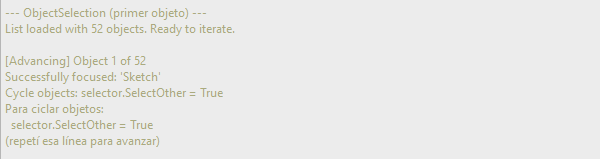 --- ObjectSelection (primer objeto) ---
List loaded with 52 objects. Ready to iterate.

[Advancing] Object 1 of 52
Successfully focused: 'Sketch'
Cycle objects: selector.SelectOther = True
Para ciclar objetos:
  selector.SelectOther = True
(repetí esa línea para avanzar)